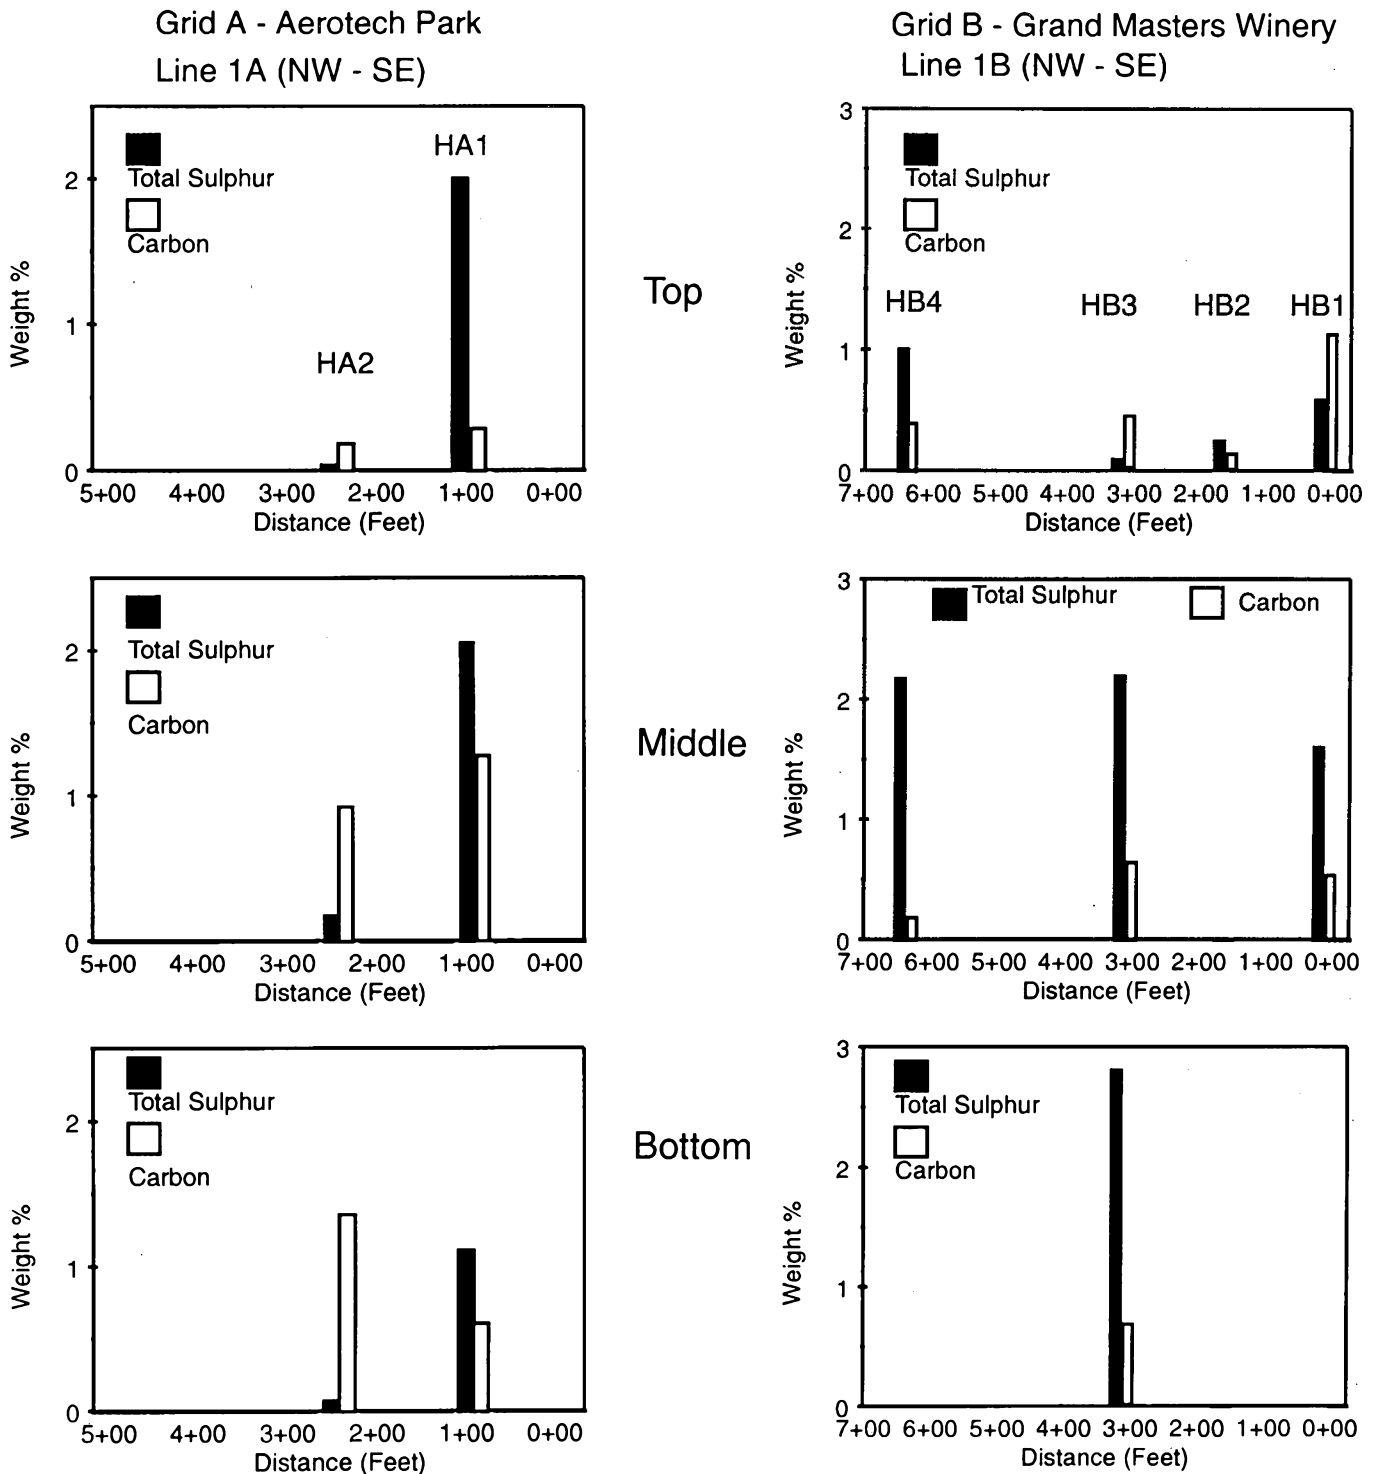 Grid A - Aerotech Park
Line 1A (NW - SE)
Grid B - Grand Masters Winery
Line 1B (NW - SE)
Top
Total Sulphur
Carbon
HA1
HA2
Weight %
2
1
0
5+00 4+00 3+00 2+00 1+00 0+00
Distance (Feet)
Total Sulphur
Carbon
HB4 HB3 HB2 HB1
Weight %
3
2
1
0
7+00 6+00 5+00 4+00 3+00 2+00 1+00 0+00
Distance (Feet)
Middle
Total Sulphur
Carbon
Weight %
2
1
0
5+00 4+00 3+00 2+00 1+00 0+00
Distance (Feet)
Total Sulphur Carbon
Weight %
3
2
1
0
7+00 6+00 5+00 4+00 3+00 2+00 1+00 0+00
Distance (Feet)
Bottom
Total Sulphur
Carbon
Weight %
2
1
0
5+00 4+00 3+00 2+00 1+00 0+00
Distance (Feet)
Total Sulphur
Carbon
Weight %
3
2
1
0
7+00 6+00 5+00 4+00 3+00 2+00 1+00 0+00
Distance (Feet)